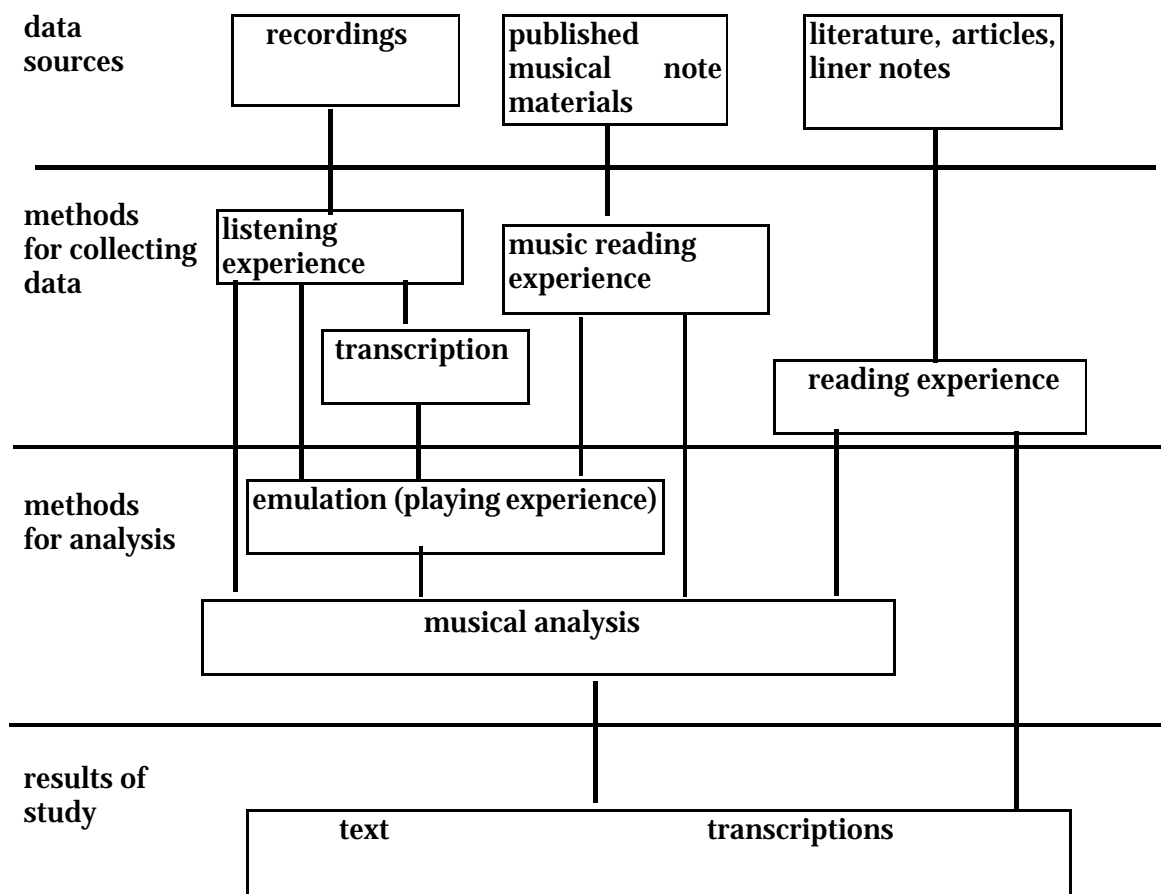 data
sources
recordings
published
musical note
materials
literature, articles,
liner notes
methods
for collecting
data
listening
experience
music reading
experience
transcription
reading experience
methods
for analysis
emulation (playing experience)
musical analysis
results of
study
text transcriptions